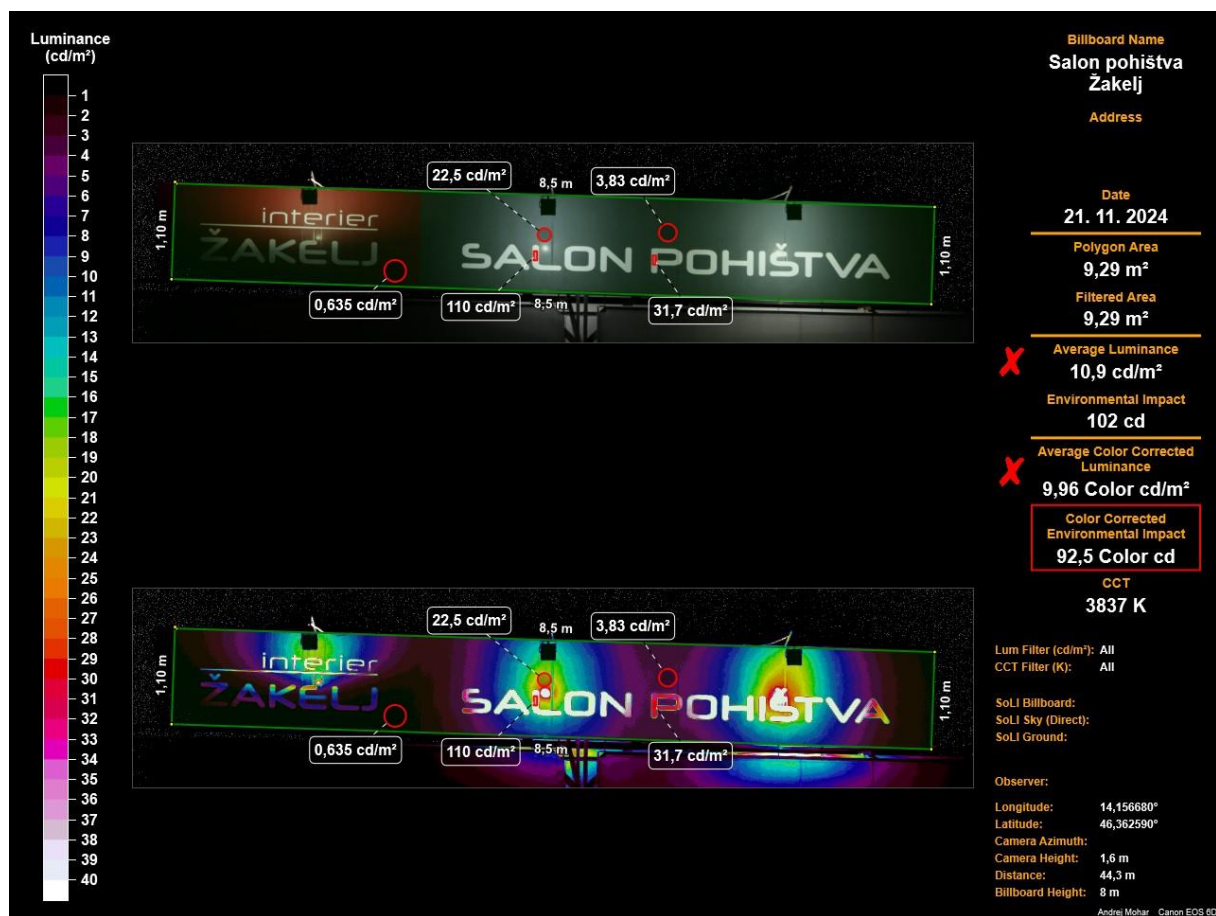 Luminance
(cd/m²)
1
2
3
4
5
6
7
8
9
10
11
12
13
14
15
16
17
18
19
20
21
22
23
24
25
26
27
28
29
30
31
32
33
34
35
36
37
38
39
40
22,5 cd/m²
8,5 m
3,83 cd/m²
1,10 m
interier
ŽAKELJ
SALON POHIŠTVA
1,10 m
0,635 cd/m²
110 cd/m²
8,5 m
31,7 cd/m²
22,5 cd/m²
8,5 m
3,83 cd/m²
1,10 m
interier
ŽAKELJ
SALON POHIŠTVA
1,10 m
0,635 cd/m²
110 cd/m²
8,5 m
31,7 cd/m²
Billboard Name
Salon pohištva
Žakelj
Address
Date
21. 11. 2024
Polygon Area
9,29 m²
Filtered Area
9,29 m²
Average Luminance
10,9 cd/m²
Environmental Impact
102 cd
Average Color Corrected
Luminance
9,96 Color cd/m²
Color Corrected
Environmental Impact
92,5 Color cd
CCT
3837 K
Lum Filter (cd/m²): All
CCT Filter (K): All
SoLI Billboard:
SoLI Sky (Direct):
SoLI Ground:
Observer:
Longitude: 14,156680°
Latitude: 46,362590°
Camera Azimuth:
Camera Height: 1,6 m
Distance: 44,3 m
Billboard Height: 8 m
Andrej Mohar Canon EOS 6D